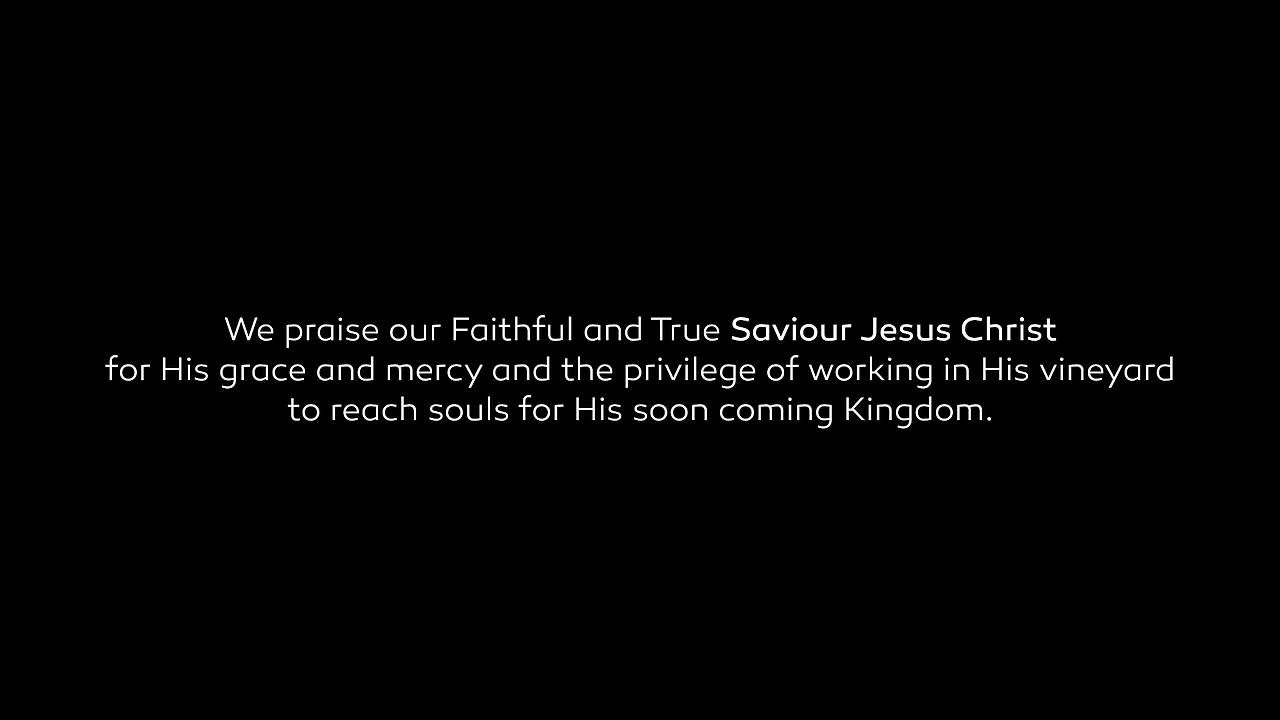 We praise our Faithful and True Saviour Jesus Christ
for His grace and mercy and the privilege of working in His vineyard
to reach souls for His soon coming Kingdom.